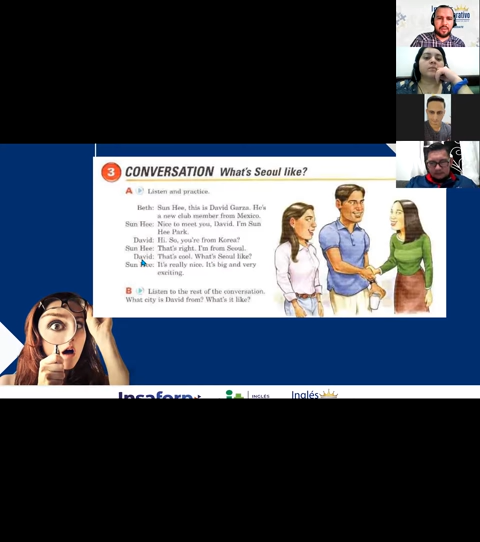 3 CONVERSATION What's Seoul like?
A Listen and practice.
Beth: Sun Hee, this is David Garza. He's
a new club member from Mexico.
Sun Hee: Nice to meet you, David. I'm Sun
Hee Park.
David: Hi. So, you're from Korea?
Sun Hee: That's right. I'm from Seoul.
David: That's cool. What's Seoul like?
Sun Hee: It's really nice. It's big and very
exciting.
B Listen to the rest of the conversation.
What city is David from? What's it like?
Insaforp
INGLÉS
Inglés